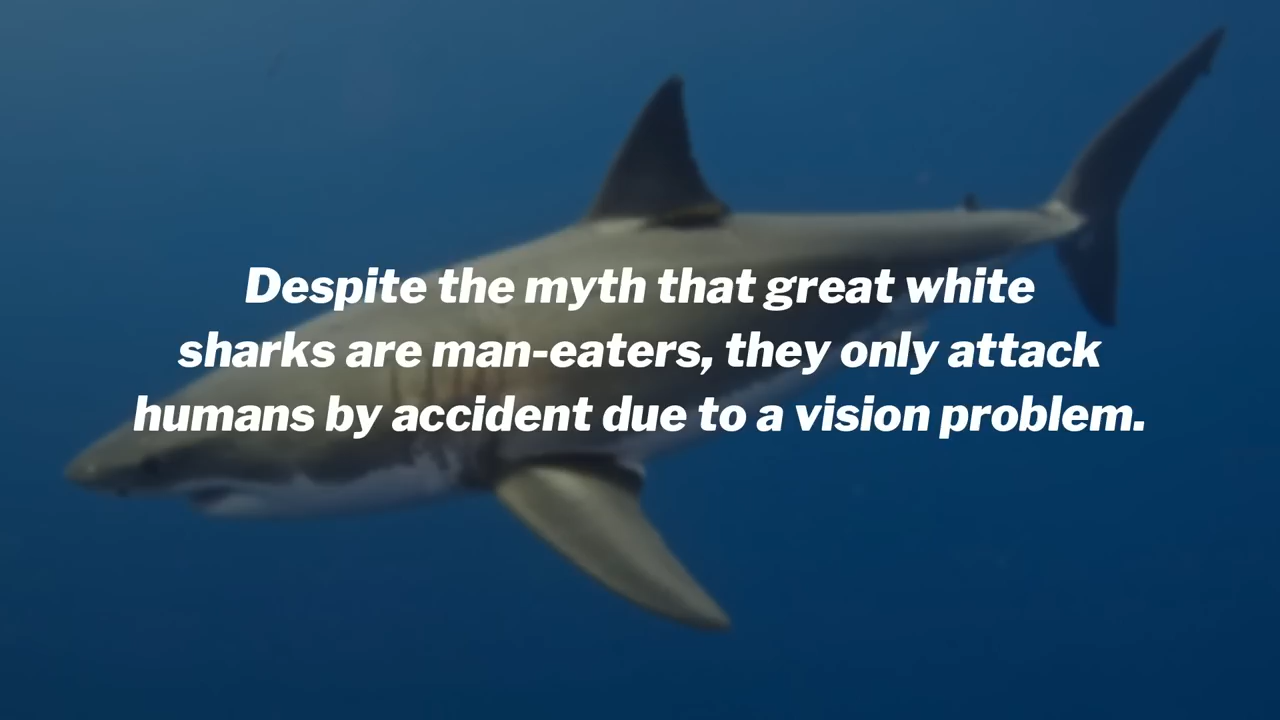 Despite the myth that great white
sharks are man-eaters, they only attack
humans by accident due to a vision problem.